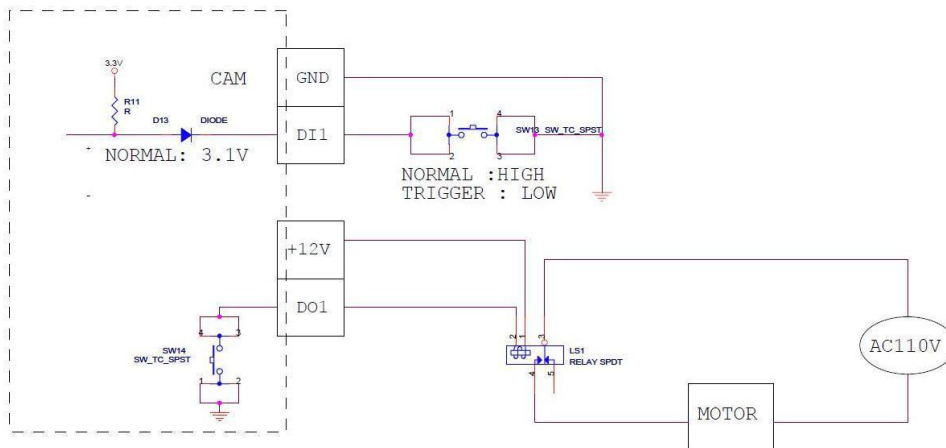 3.3V
CAM
GND
R11
R
D13
DIODE
DI1
1
4
SW13 SW_TC_SPST
+
NORMAL: 3.1V
2
3
NORMAL :HIGH
TRIGGER : LOW
-
+12V
DO1
4
3
2
1
3
SW14
SW_TC_SPST
LS1
RELAY SPDT
AC110V
1
2
4
5
MOTOR